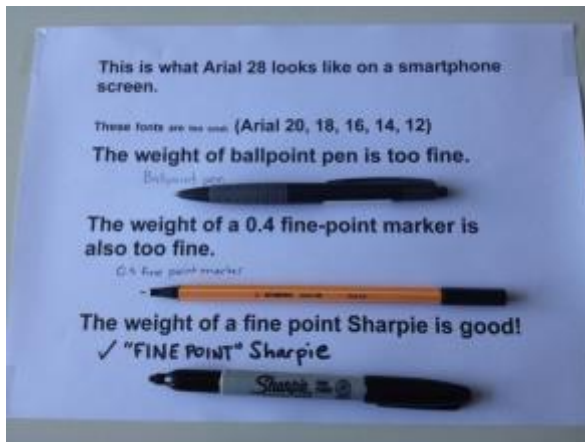 This is what Arial 28 looks like on a smartphone
screen.
These fonts are too small. (Arial 20, 18, 16, 14, 12)
The weight of ballpoint pen is too fine.
Ballpoint pen
The weight of a 0.4 fine-point marker is
also too fine.
0.4 fine point marker
The weight of a fine point Sharpie is good!
✓ "FINE POINT" Sharpie
Sharpie